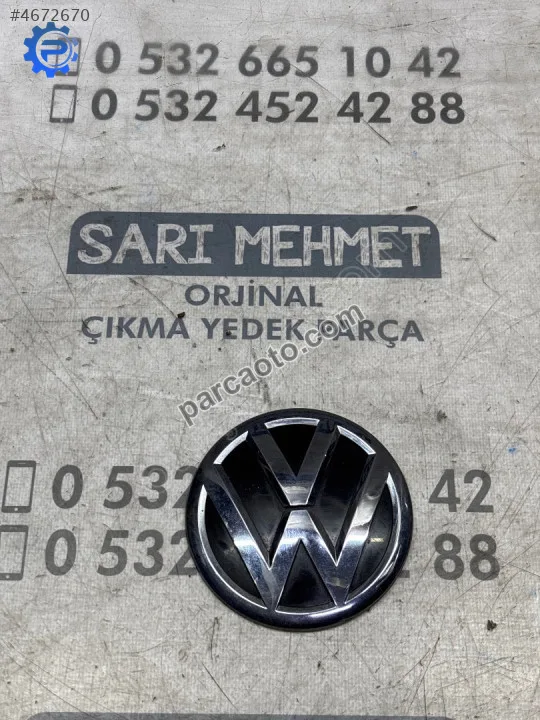 #4672670
0 532 665 10 42
0 532 452 42 88
SARI MEHMET
ORJİNAL
ÇIKMA YEDEK PARÇA
parcaoto.com
0 532 42
0 532 88